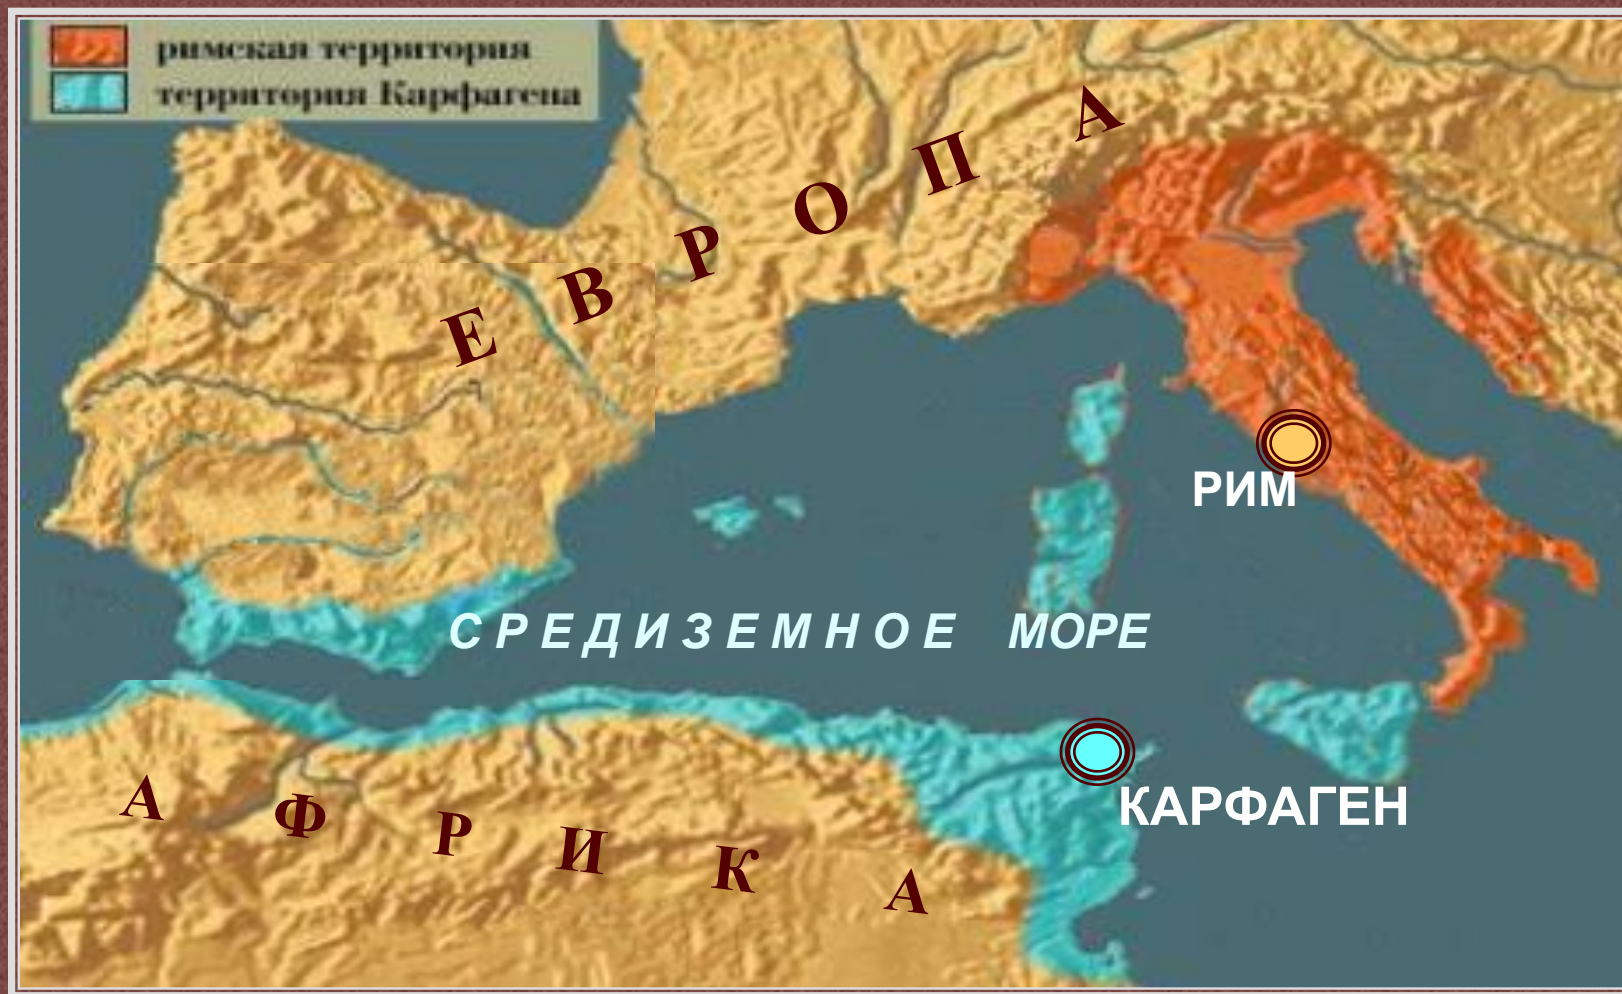 римская территория
территория Карфагена
ЕВРОПА
РИМ
СРЕДИЗЕМНОЕ МОРЕ
КАРФАГЕН
АФРИКА